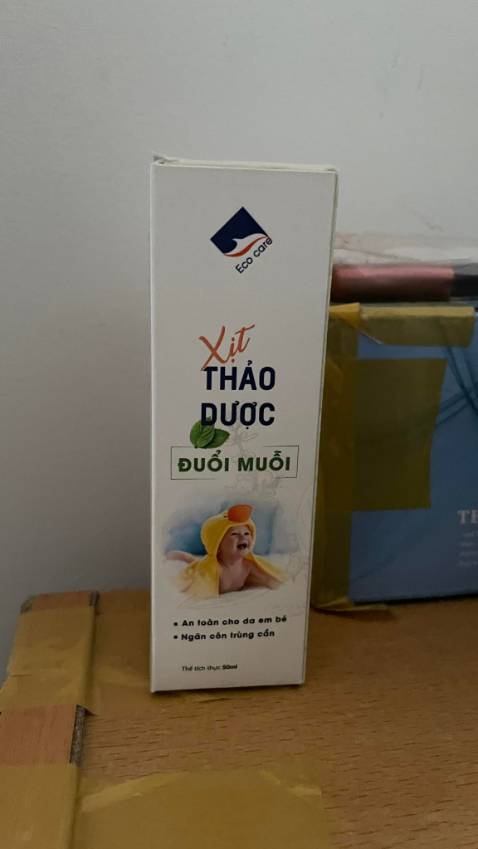 Eco care
Xịt
THẢO
DƯỢC
ĐUỔI MUỖI
• An toàn cho da em bé
• Ngăn côn trùng cắn
Thể tích thực: 50ml